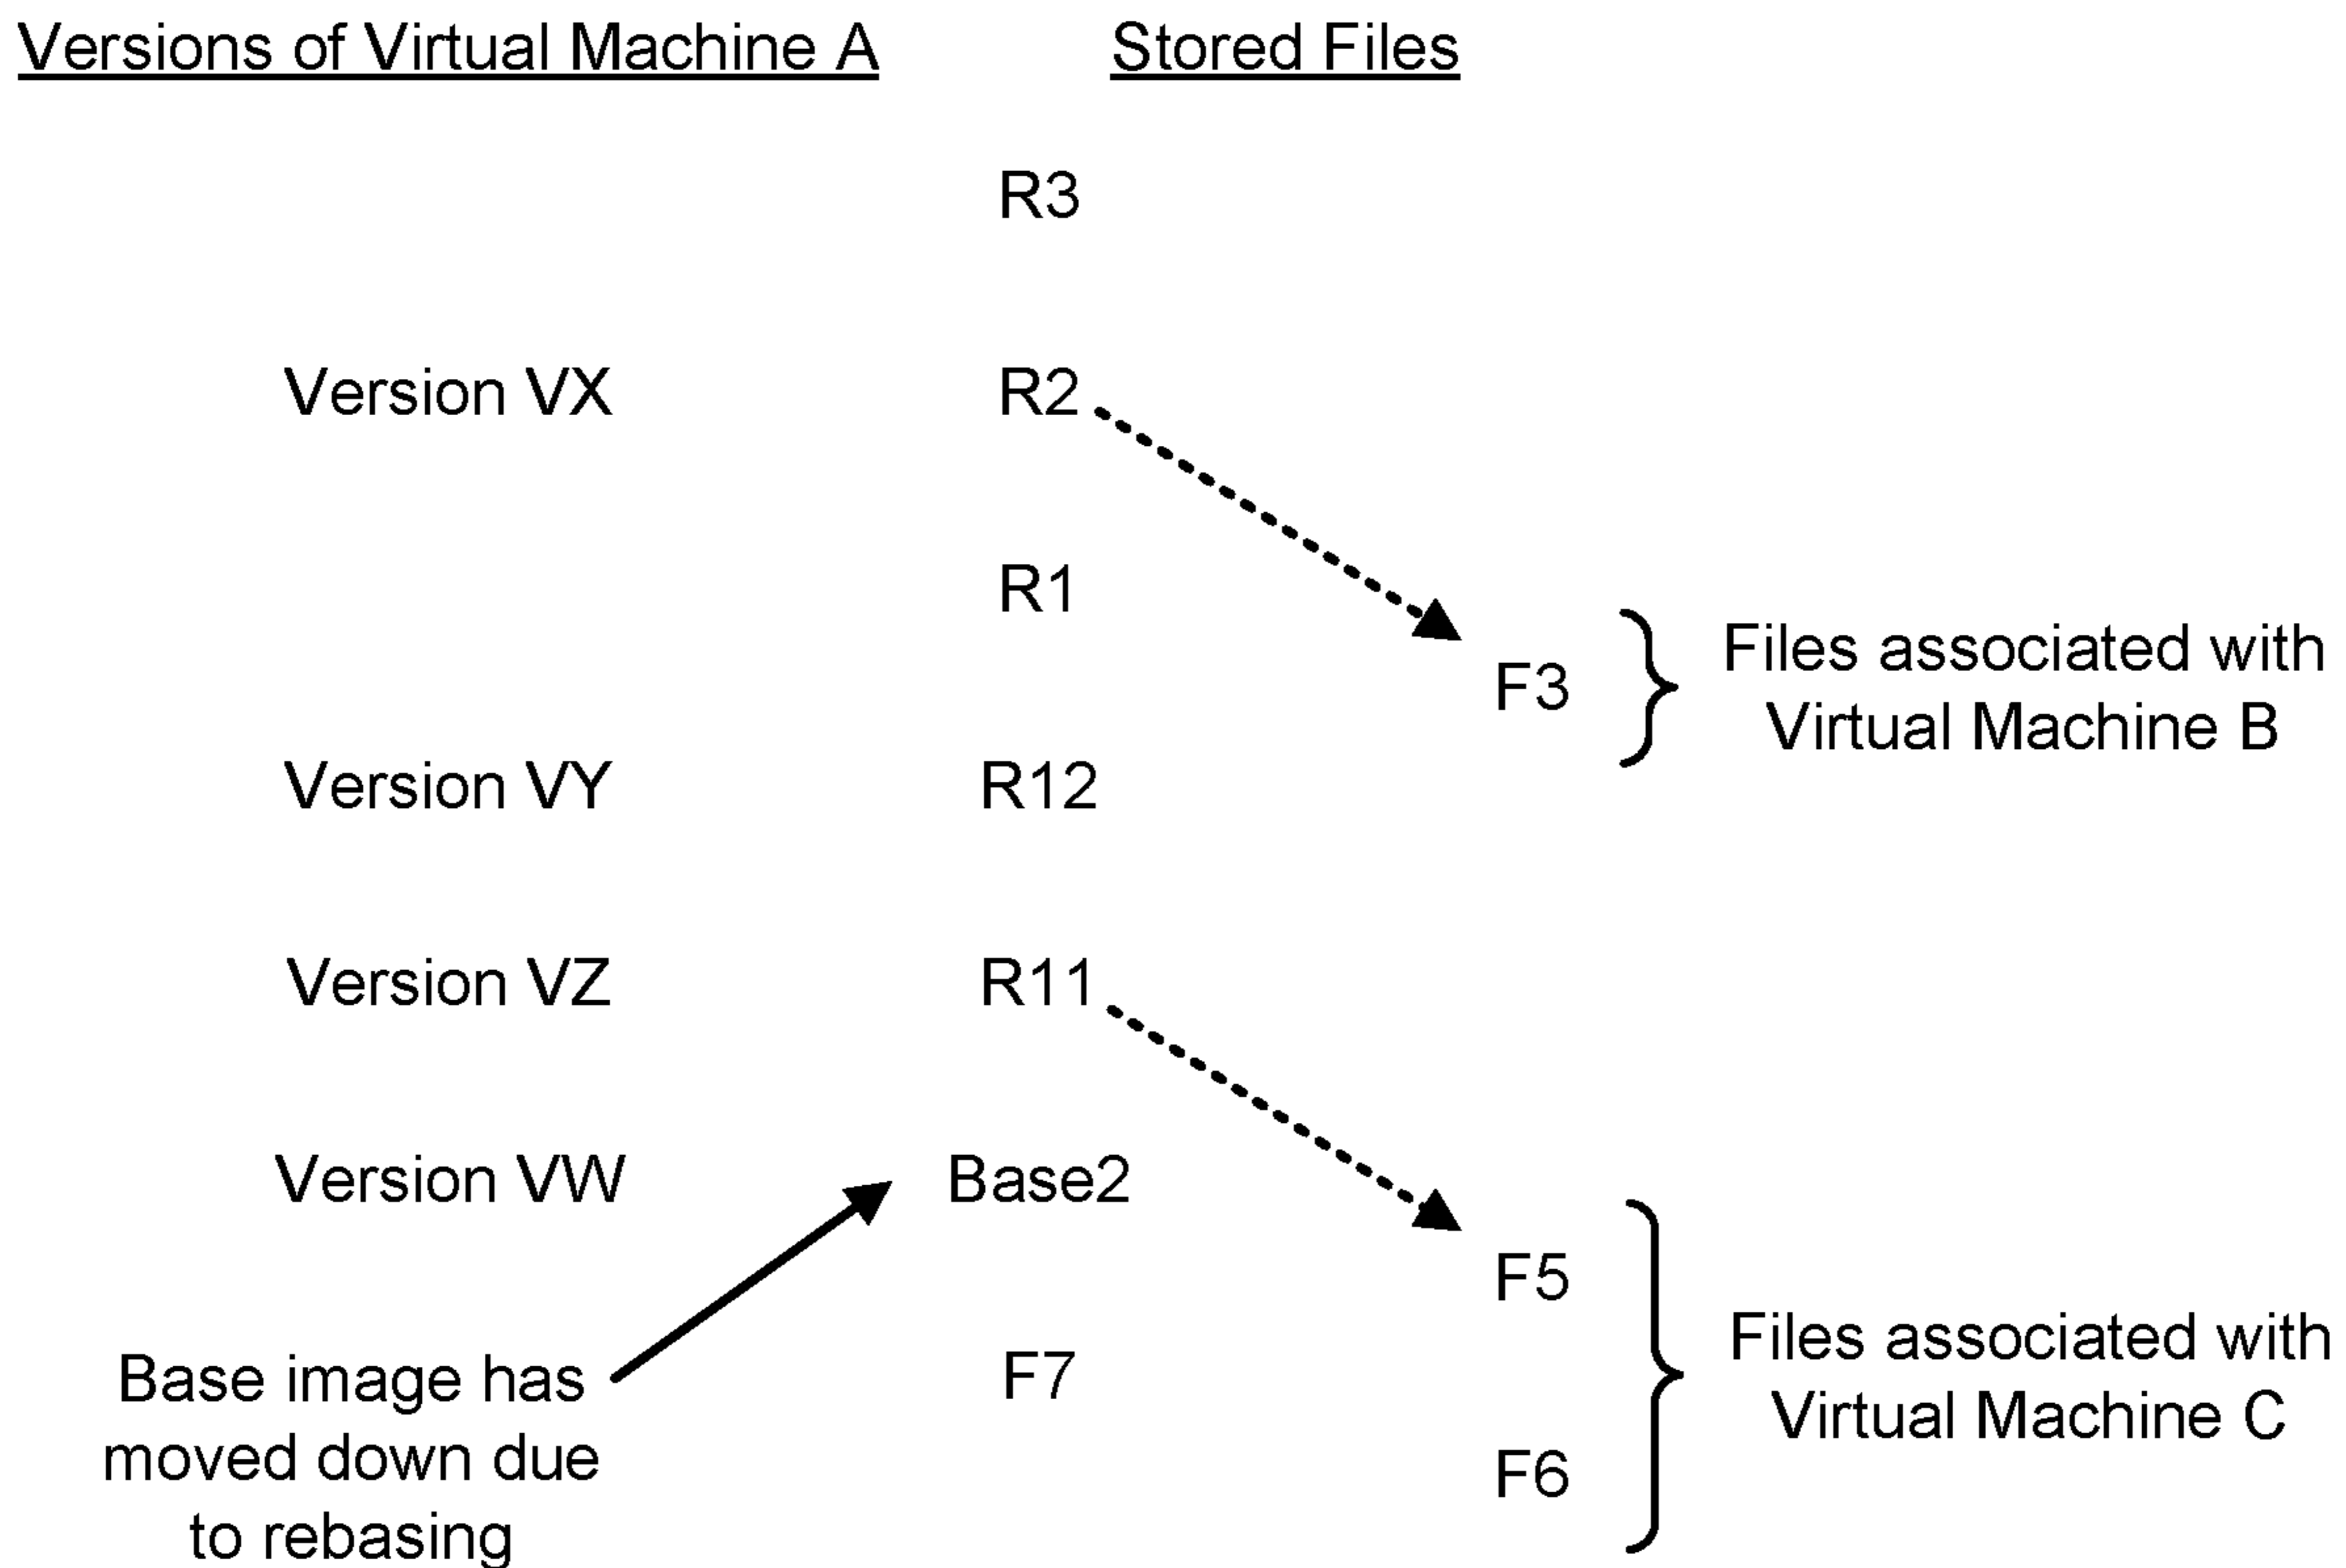 Versions of Virtual Machine A
Stored Files
R3
Version VX
R2
R1
Files associated with
Virtual Machine B
F3
Version VY
R12
Version VZ
R11
Version VW
Base2
F5
Base image has
moved down due
to rebasing
F7
Files associated with
Virtual Machine C
F6